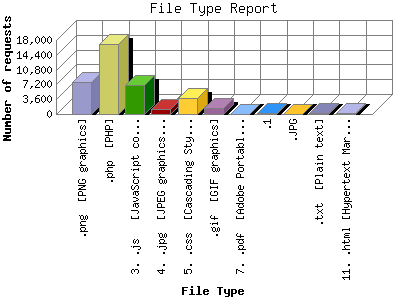 File Type Report
Number of requests
18,000
14,400
10,800
7,200
3,600
0
.png [PNG graphics]
.php [PHP]
3. .js [JavaScript co...
4. .jpg [JPEG graphics...
5. .css [Cascading Sty...
.gif [GIF graphics]
7. .pdf [Adobe Portabl...
.1
.JPG
.txt [Plain text]
11. .html [Hypertext Mar...
File Type